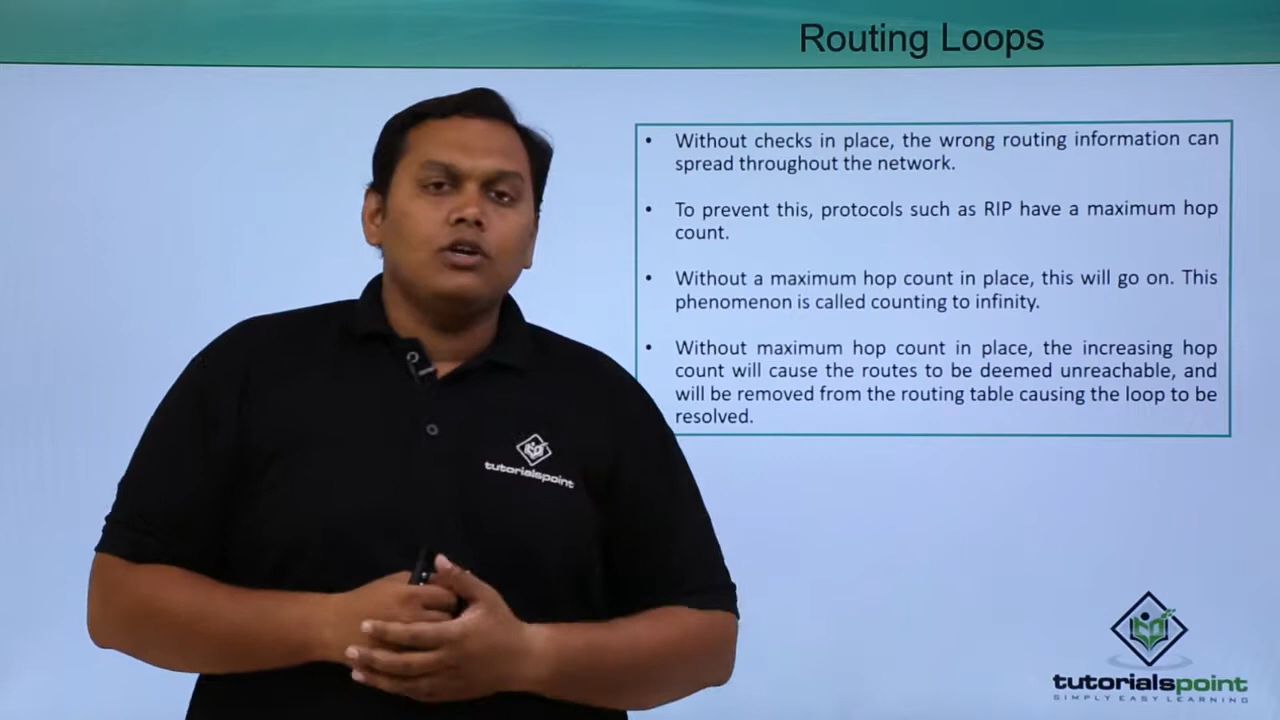 Routing Loops
• Without checks in place, the wrong routing information can
spread throughout the network.
• To prevent this, protocols such as RIP have a maximum hop
count.
• Without a maximum hop count in place, this will go on. This
phenomenon is called counting to infinity.
• Without maximum hop count in place, the increasing hop
count will cause the routes to be deemed unreachable, and
will be removed from the routing table causing the loop to be
resolved.
tutorialspoint
tutorialspoint
SIMPLY EASY LEARNING